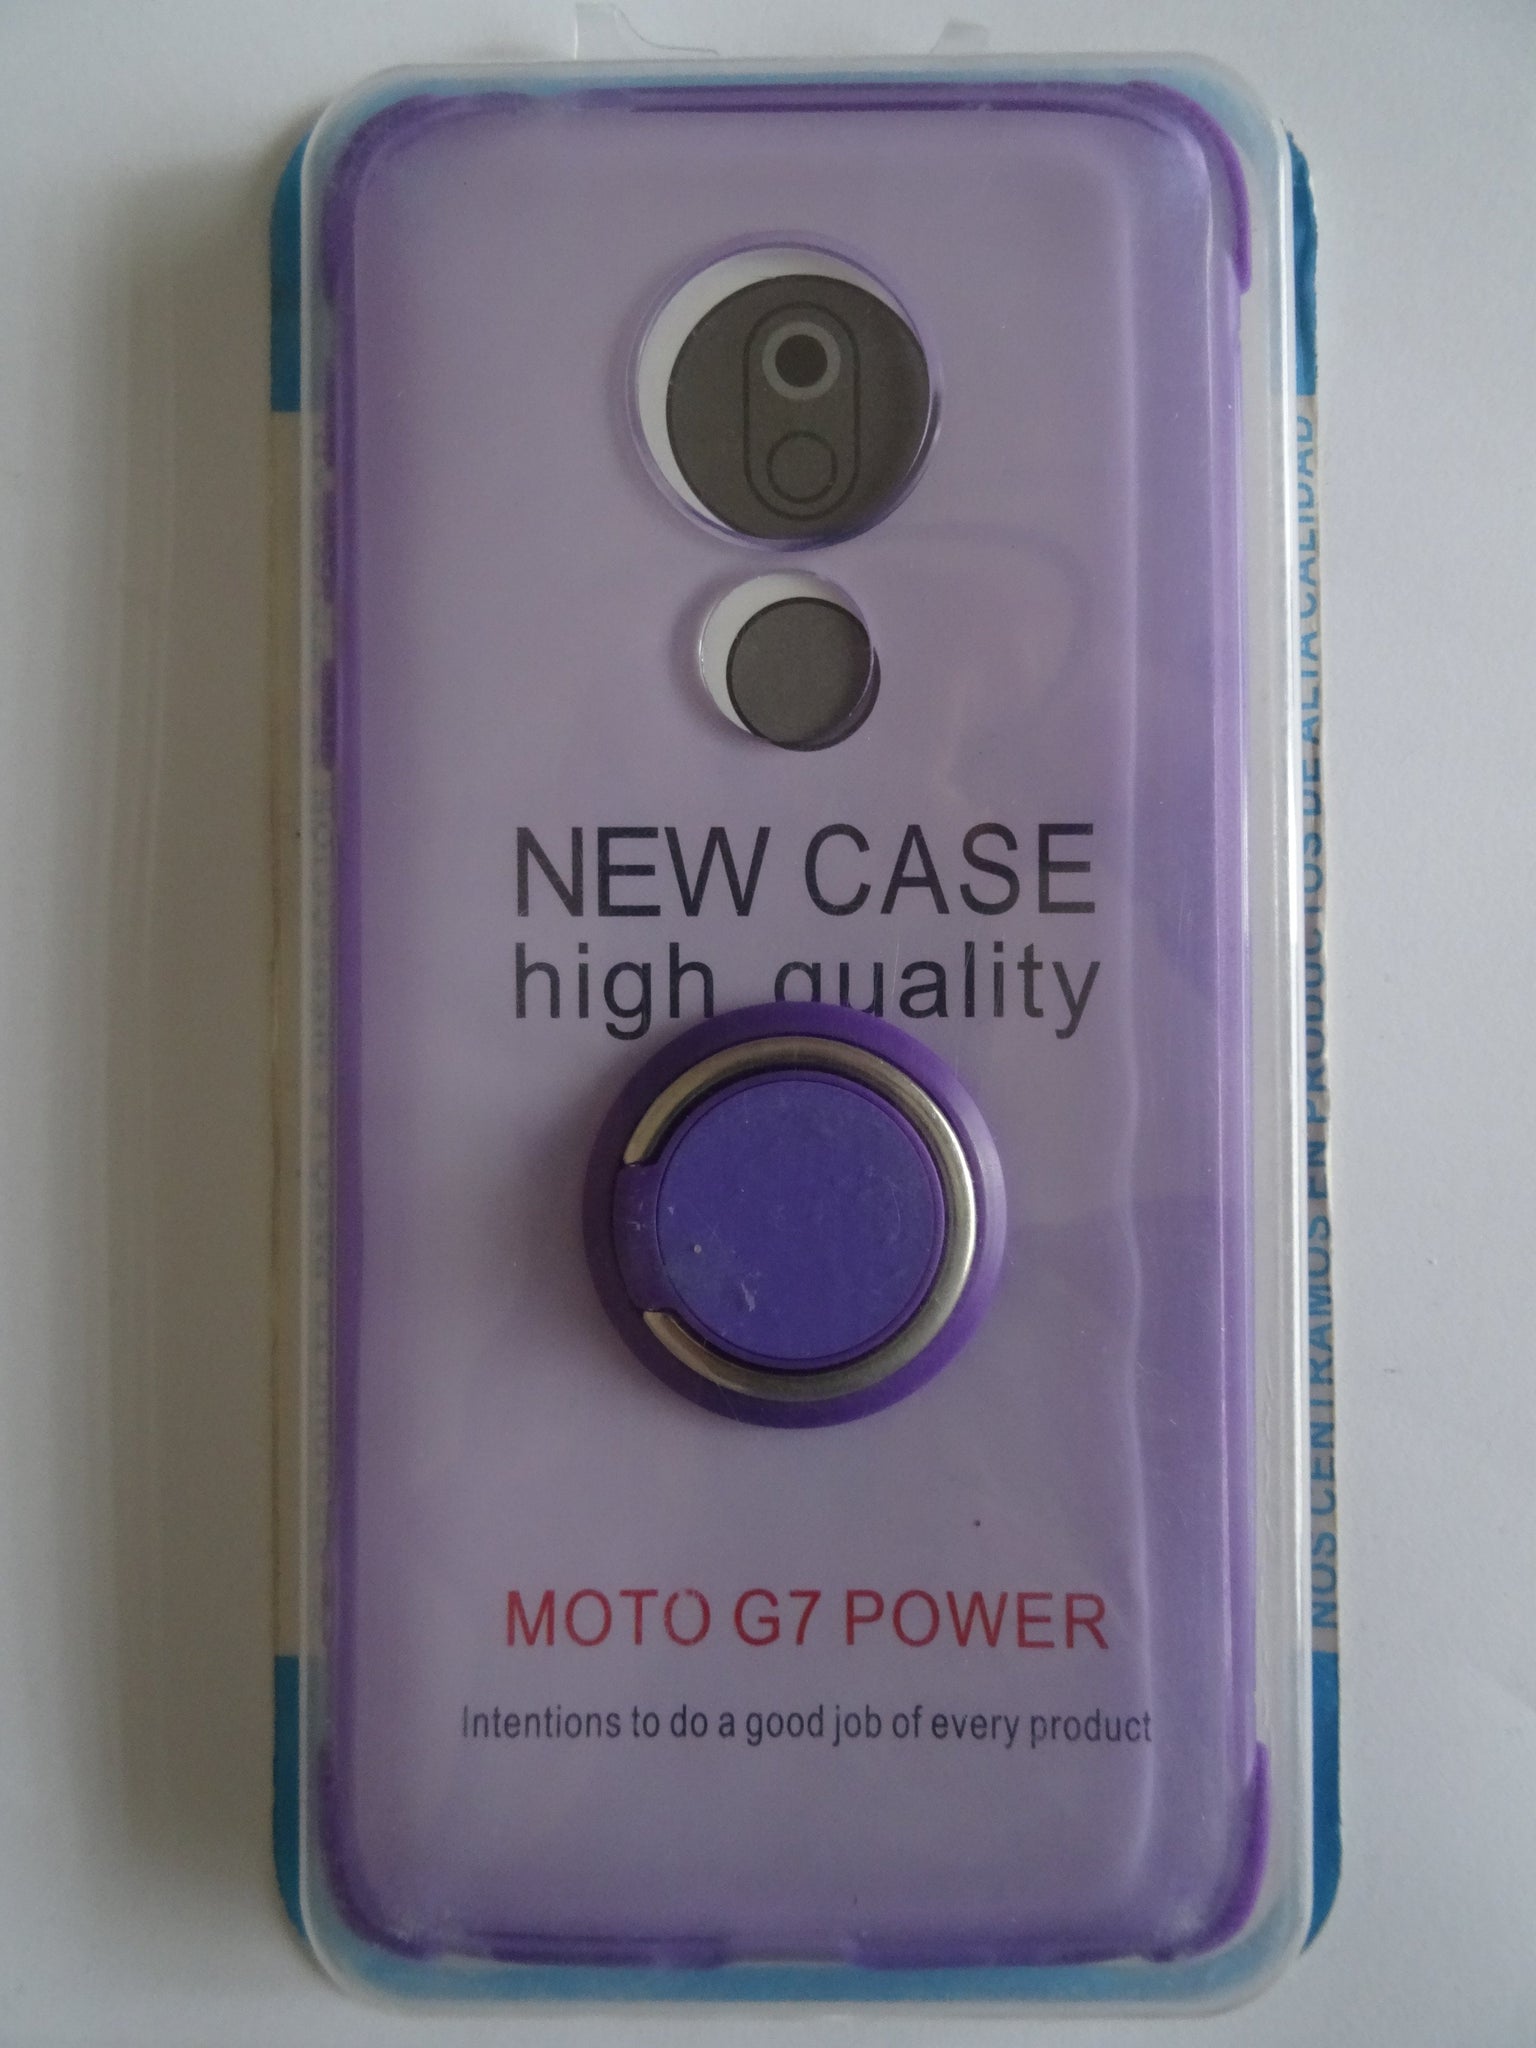 NEW CASE
high quality
MOTO G7 POWER
Intentions to do a good job of every product
NOS CENTRAMOS EN PRODUCTOS DE ALTA CALIDAD